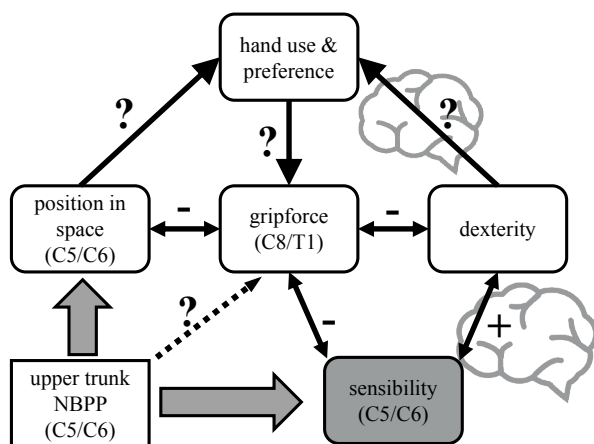 hand use &
preference
?
?
?
position in
space
(C5/C6)
-
gripforce
(C8/T1)
-
dexterity
?
-
+
upper trunk
NBPP
(C5/C6)
sensibility
(C5/C6)